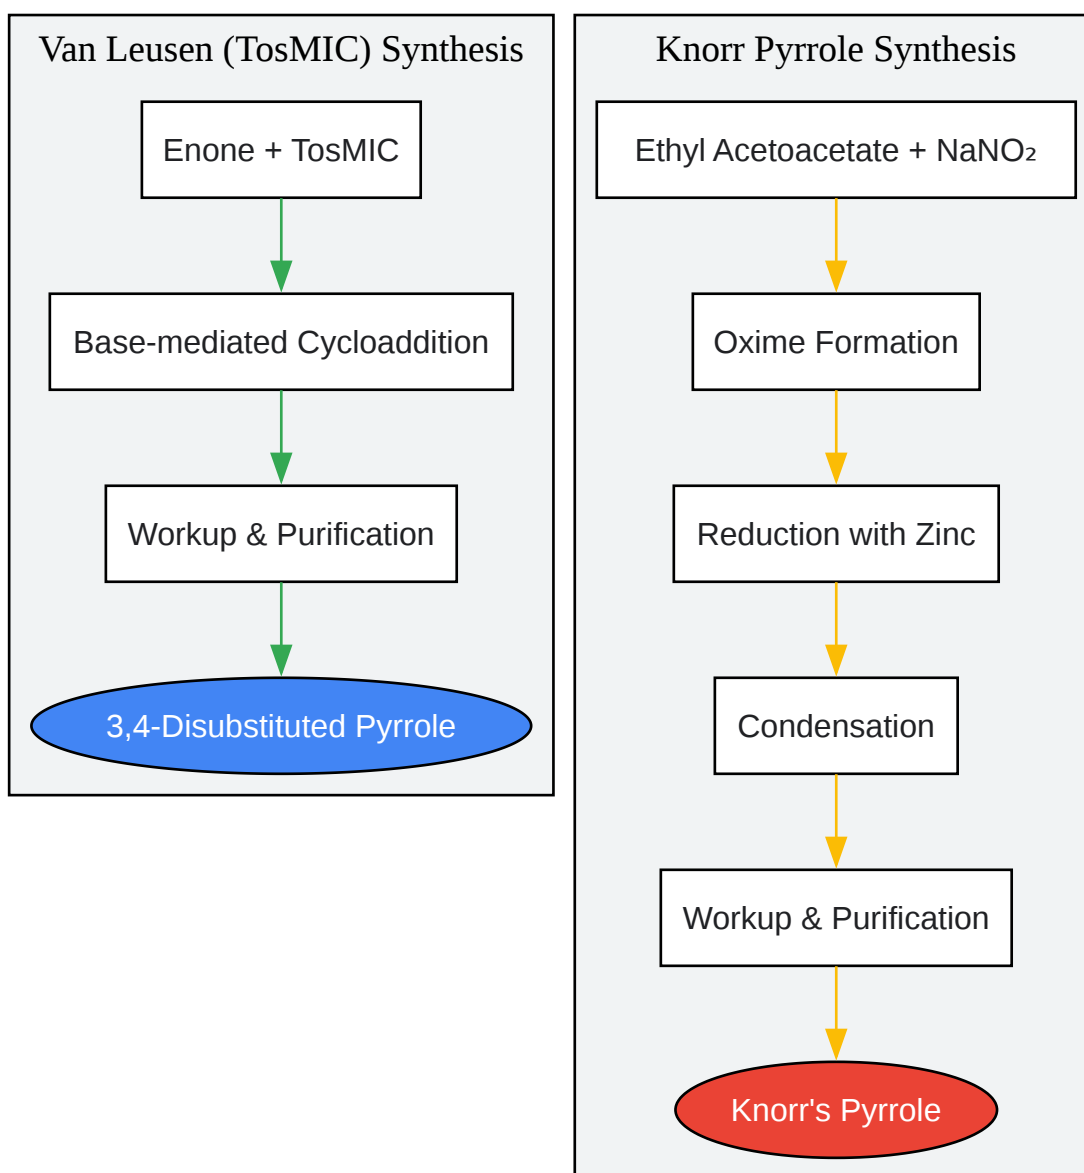 Van Leusen (TosMIC) Synthesis
Enone + TosMIC
Base-mediated Cycloaddition
Workup & Purification
3,4-Disubstituted Pyrrole
Knorr Pyrrole Synthesis
Ethyl Acetoacetate + NaNO₂
Oxime Formation
Reduction with Zinc
Condensation
Workup & Purification
Knorr's Pyrrole